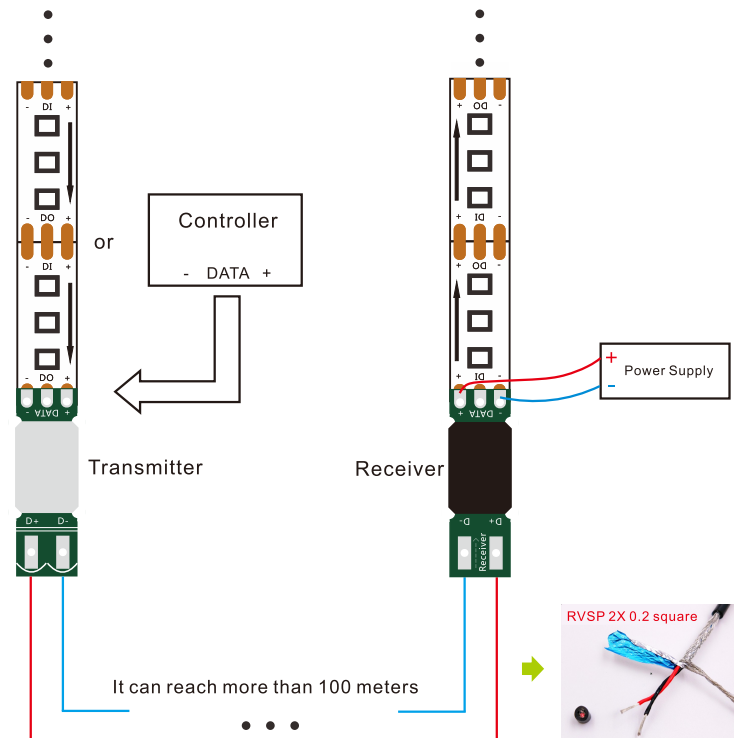 - DI +
- DO +
- DI +
- DO +
- DATA +
or
Controller
- DATA +
Transmitter
D+ D-
+ DO -
+ DI -
+ DO -
+ DI -
+ DATA -
+
Power Supply
-
Receiver
D- D+
Receiver
RVSP 2X 0.2 square
It can reach more than 100 meters